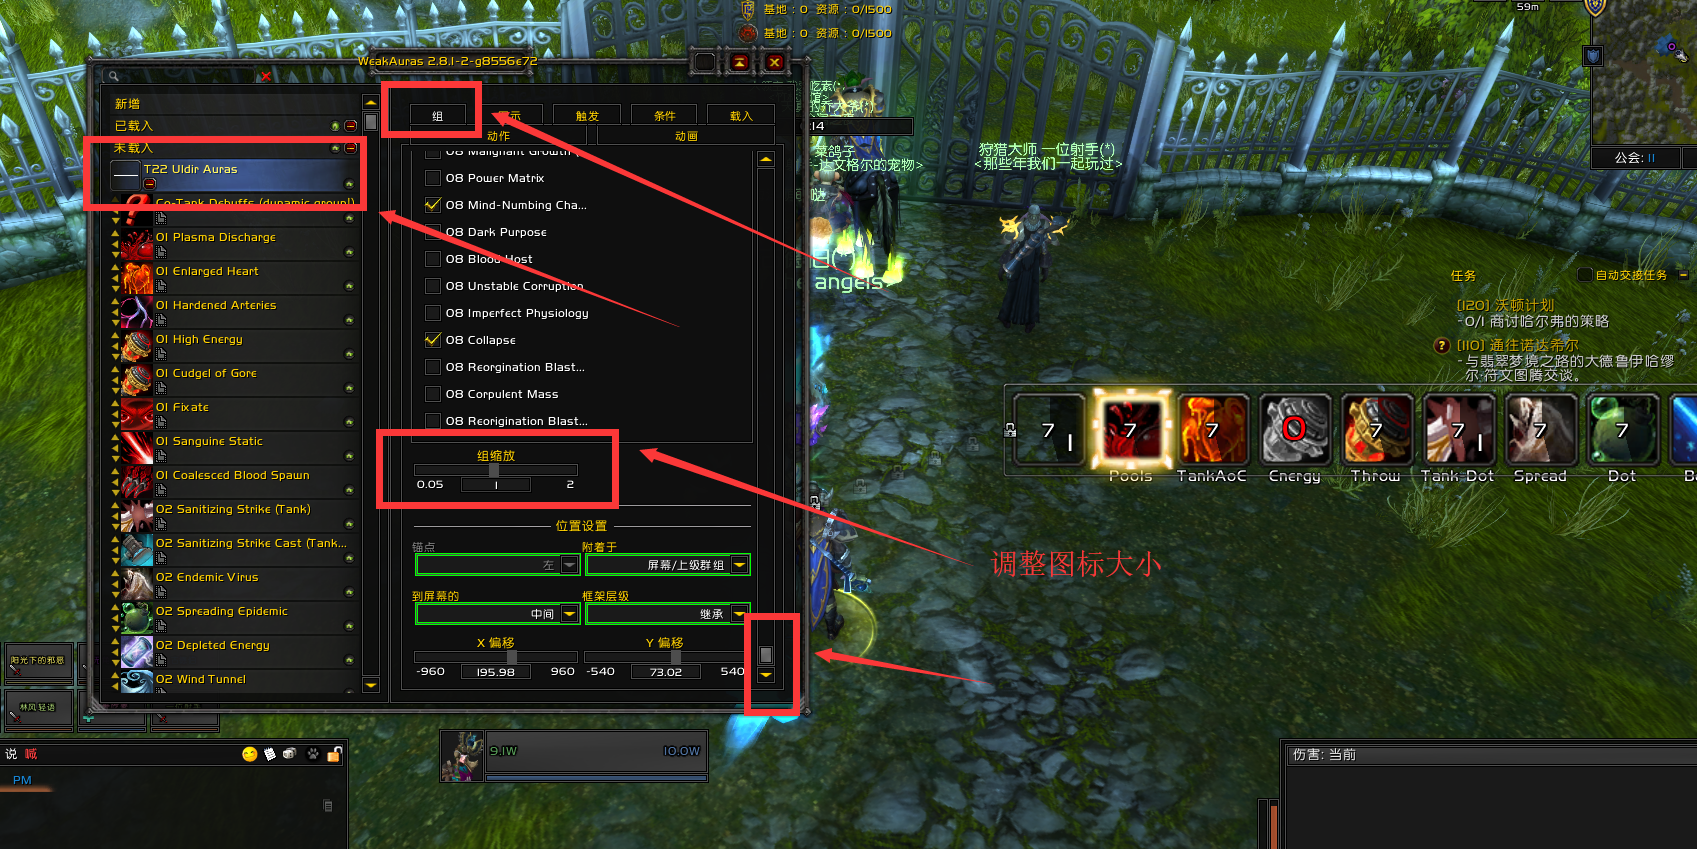 基地：0 资源：0/1500
59m
基地：0 资源：0/1500
WeakAuras 2.8.1-2-g8556e72
新增
已载入
未载入
T22 Uldir Auras
Co-Tank Debuffs (dynamic group)
01 Plasma Discharge
01 Enlarged Heart
01 Hardened Arteries
01 High Energy
01 Cudgel of Gore
01 Fixate
01 Sanguine Static
01 Coalesced Blood Spawn
02 Sanitizing Strike (Tank)
02 Sanitizing Strike Cast (Tank...
02 Endemic Virus
02 Spreading Epidemic
02 Depleted Energy
02 Wind Tunnel
组
示
触发
条件
载入
动作
动画
08 Malignant Growth (
08 Power Matrix
08 Mind-Numbing Cha...
08 Dark Purpose
08 Blood Host
08 Unstable Corruption
08 Imperfect Physiology
08 Collapse
08 Reorgination Blast...
08 Corpulent Mass
08 Reorigination Blast...
组缩放
0.05 1 2
位置设置
锚点 附着于
左 屏幕/上级群组
到屏幕的 框架层级
中间 继承
X 偏移 Y 偏移
-960 195.98 960 -540 73.02 540
:14
菜鸽子
达文格尔的宠物>
angels
狩猎大师 一位射手(*)
<那些年我们一起玩过>
公会: 11
任务
自动交接任务
[120] 沃顿计划
-0/1 商讨哈尔弗的策略
[110] 通往诺达希尔
-与翡翠梦境之路的大德鲁伊哈缪
尔·符文图腾交谈。
7 1 7 7 0 7 7 1 7 7
Pools TankAoC Energy Throw Tank Dot Spread Dot
调整图标大小
阳光下的邪恶
林风轻语
说 喊
PM
9.1W 10.0W
伤害: 当前